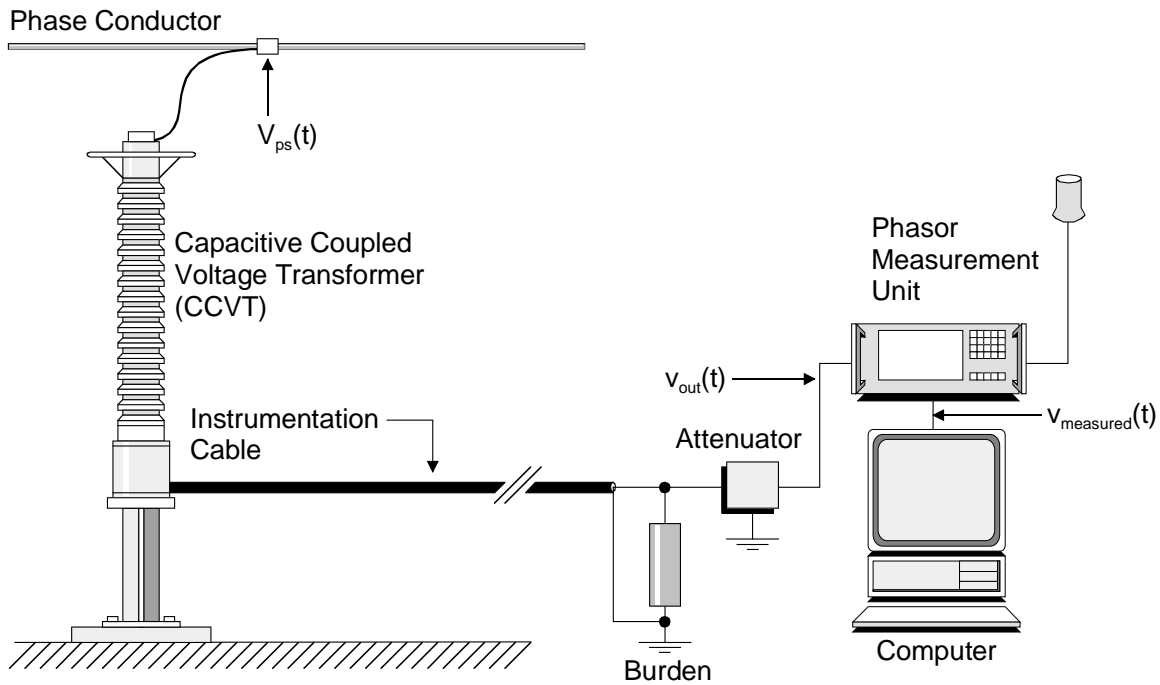 Phase Conductor
V_ps(t)
Capacitive Coupled
Voltage Transformer
(CCVT)
Phasor
Measurement
Unit
v_out(t)
v_measured(t)
Instrumentation
Cable
Attenuator
Burden
Computer